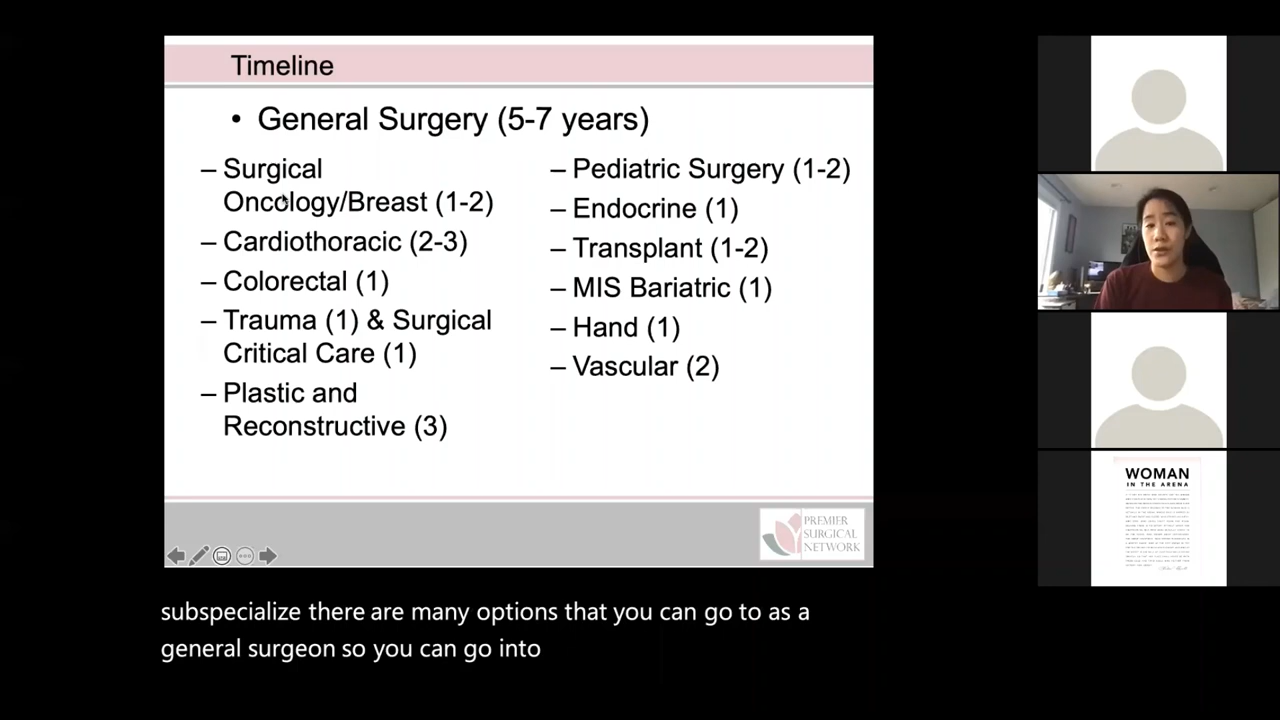 Timeline
• General Surgery (5-7 years)
– Surgical
Oncology/Breast (1-2)
– Cardiothoracic (2-3)
– Colorectal (1)
– Trauma (1) & Surgical
Critical Care (1)
– Plastic and
Reconstructive (3)
– Pediatric Surgery (1-2)
– Endocrine (1)
– Transplant (1-2)
– MIS Bariatric (1)
– Hand (1)
– Vascular (2)
PREMIER
SURGICAL
NETWORK
WOMAN
IN THE ARENA
subspecialize there are many options that you can go to as a
general surgeon so you can go into